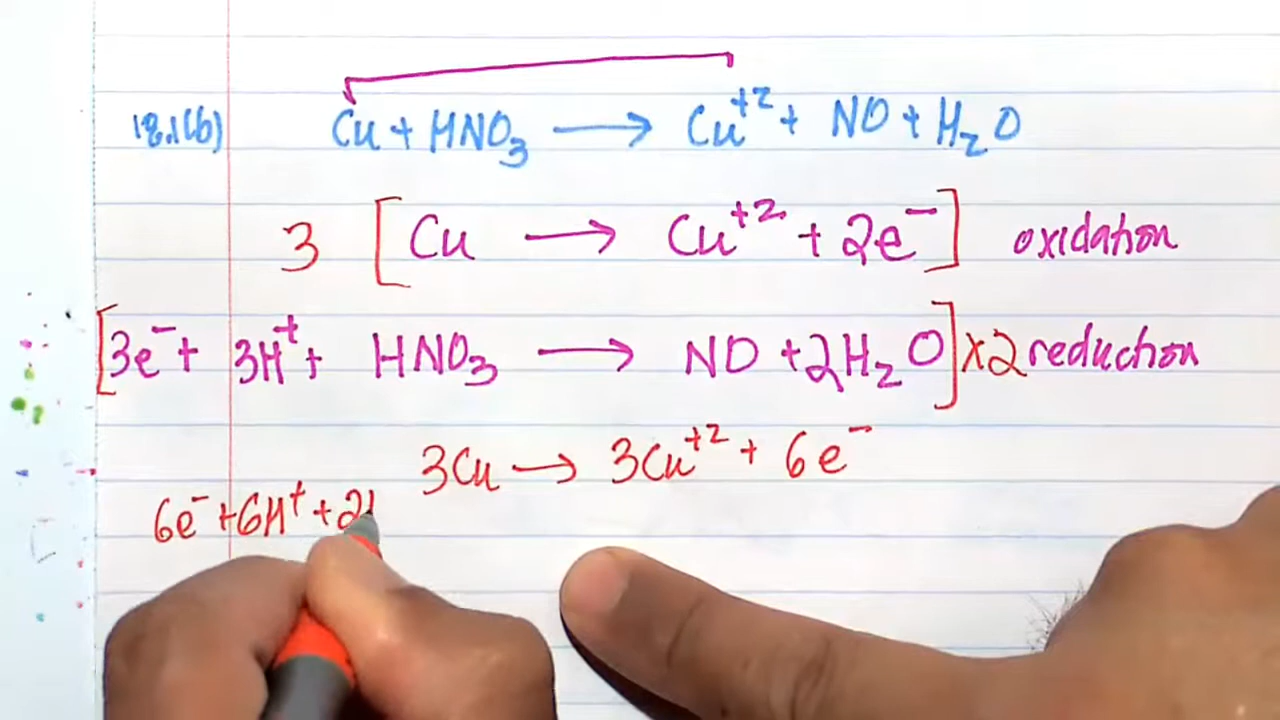 18.1(b) Cu + HNO₃ → Cu⁺² + NO + H₂O
3 [Cu → Cu⁺² + 2e⁻] oxidation
[3e⁻ + 3H⁺ + HNO₃ → NO + 2H₂O] x2 reduction
3Cu → 3Cu⁺² + 6e⁻
6e⁻ + 6H⁺ + 2